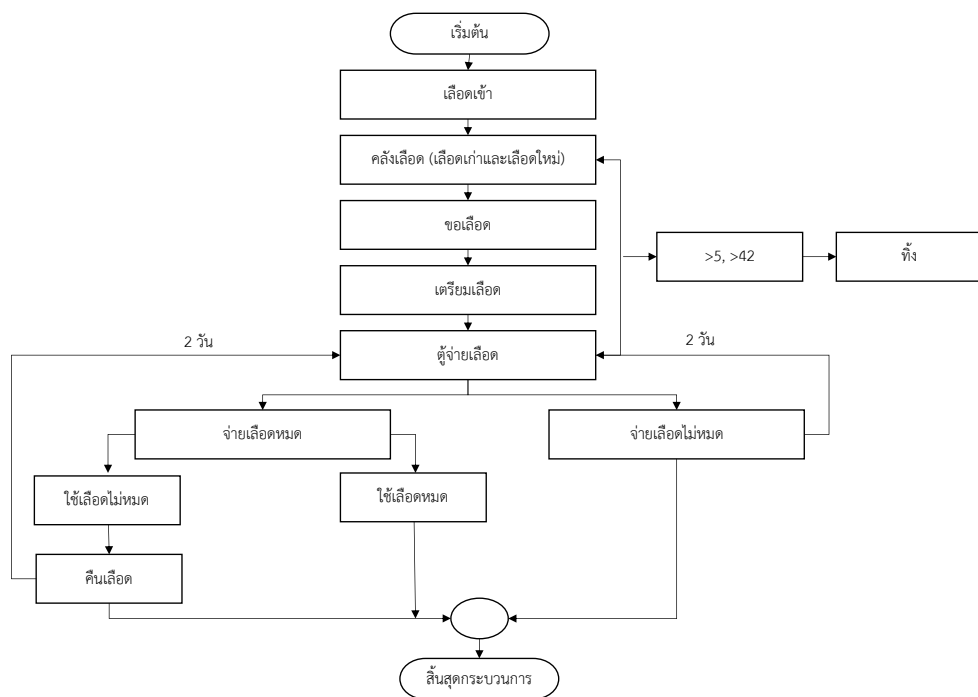 เริ่มต้น
เลือดเข้า
คลังเลือด (เลือดเก่าและเลือดใหม่)
ขอเลือด
>5, >42
ทิ้ง
เตรียมเลือด
2 วัน
ตู้จ่ายเลือด
2 วัน
จ่ายเลือดหมด
จ่ายเลือดไม่หมด
ใช้เลือดไม่หมด
ใช้เลือดหมด
คืนเลือด
สิ้นสุดกระบวนการ